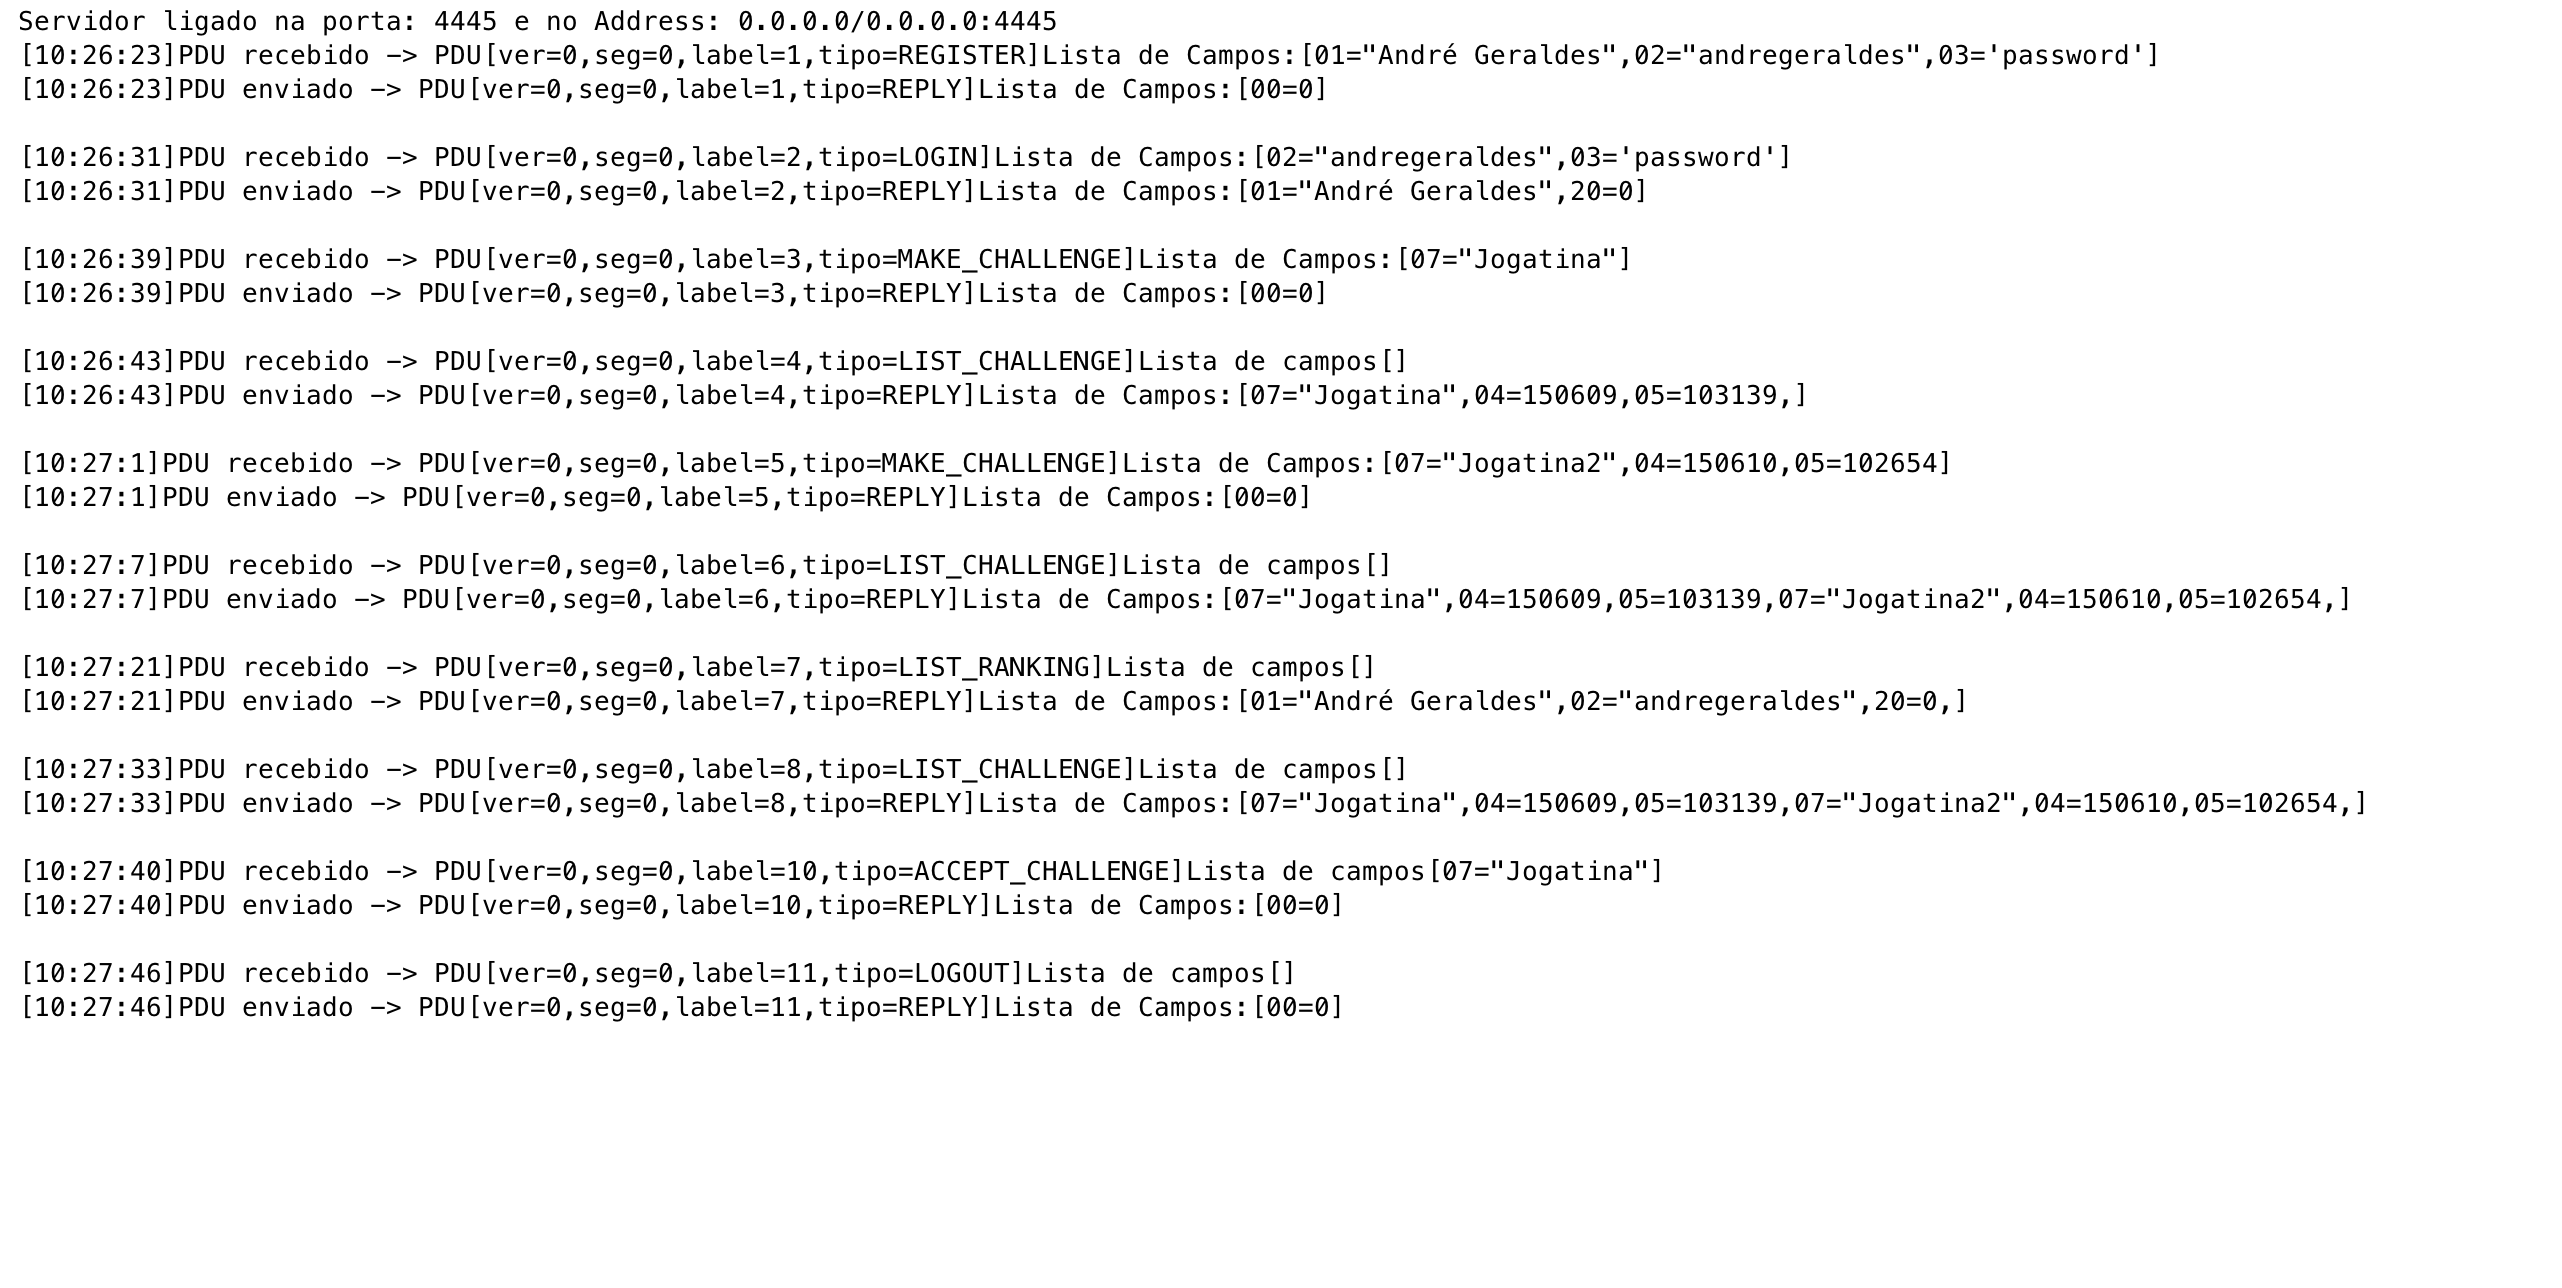 Servidor ligado na porta: 4445 e no Address: 0.0.0.0/0.0.0.0:4445
[10:26:23]PDU recebido -> PDU[ver=0,seg=0,label=1,tipo=REGISTER]Lista de Campos:[01="André Geraldes",02="andregeraldes",03='password']
[10:26:23]PDU enviado -> PDU[ver=0,seg=0,label=1,tipo=REPLY]Lista de Campos:[00=0]

[10:26:31]PDU recebido -> PDU[ver=0,seg=0,label=2,tipo=LOGIN]Lista de Campos:[02="andregeraldes",03='password']
[10:26:31]PDU enviado -> PDU[ver=0,seg=0,label=2,tipo=REPLY]Lista de Campos:[01="André Geraldes",20=0]

[10:26:39]PDU recebido -> PDU[ver=0,seg=0,label=3,tipo=MAKE_CHALLENGE]Lista de Campos:[07="Jogatina"]
[10:26:39]PDU enviado -> PDU[ver=0,seg=0,label=3,tipo=REPLY]Lista de Campos:[00=0]

[10:26:43]PDU recebido -> PDU[ver=0,seg=0,label=4,tipo=LIST_CHALLENGE]Lista de campos[]
[10:26:43]PDU enviado -> PDU[ver=0,seg=0,label=4,tipo=REPLY]Lista de Campos:[07="Jogatina",04=150609,05=103139,]

[10:27:1]PDU recebido -> PDU[ver=0,seg=0,label=5,tipo=MAKE_CHALLENGE]Lista de Campos:[07="Jogatina2",04=150610,05=102654]
[10:27:1]PDU enviado -> PDU[ver=0,seg=0,label=5,tipo=REPLY]Lista de Campos:[00=0]

[10:27:7]PDU recebido -> PDU[ver=0,seg=0,label=6,tipo=LIST_CHALLENGE]Lista de campos[]
[10:27:7]PDU enviado -> PDU[ver=0,seg=0,label=6,tipo=REPLY]Lista de Campos:[07="Jogatina",04=150609,05=103139,07="Jogatina2",04=150610,05=102654,]

[10:27:21]PDU recebido -> PDU[ver=0,seg=0,label=7,tipo=LIST_RANKING]Lista de campos[]
[10:27:21]PDU enviado -> PDU[ver=0,seg=0,label=7,tipo=REPLY]Lista de Campos:[01="André Geraldes",02="andregeraldes",20=0,]

[10:27:33]PDU recebido -> PDU[ver=0,seg=0,label=8,tipo=LIST_CHALLENGE]Lista de campos[]
[10:27:33]PDU enviado -> PDU[ver=0,seg=0,label=8,tipo=REPLY]Lista de Campos:[07="Jogatina",04=150609,05=103139,07="Jogatina2",04=150610,05=102654,]

[10:27:40]PDU recebido -> PDU[ver=0,seg=0,label=10,tipo=ACCEPT_CHALLENGE]Lista de campos[07="Jogatina"]
[10:27:40]PDU enviado -> PDU[ver=0,seg=0,label=10,tipo=REPLY]Lista de Campos:[00=0]

[10:27:46]PDU recebido -> PDU[ver=0,seg=0,label=11,tipo=LOGOUT]Lista de campos[]
[10:27:46]PDU enviado -> PDU[ver=0,seg=0,label=11,tipo=REPLY]Lista de Campos:[00=0]